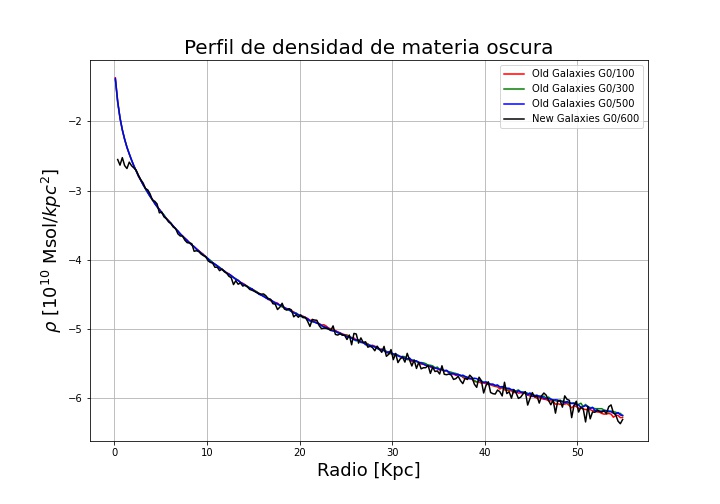 Perfil de densidad de materia oscura
Old Galaxies G0/100
Old Galaxies G0/300
Old Galaxies G0/500
New Galaxies G0/600
ρ [10¹⁰ Msol/kpc²]
−2
−3
−4
−5
−6
0 10 20 30 40 50
Radio [Kpc]